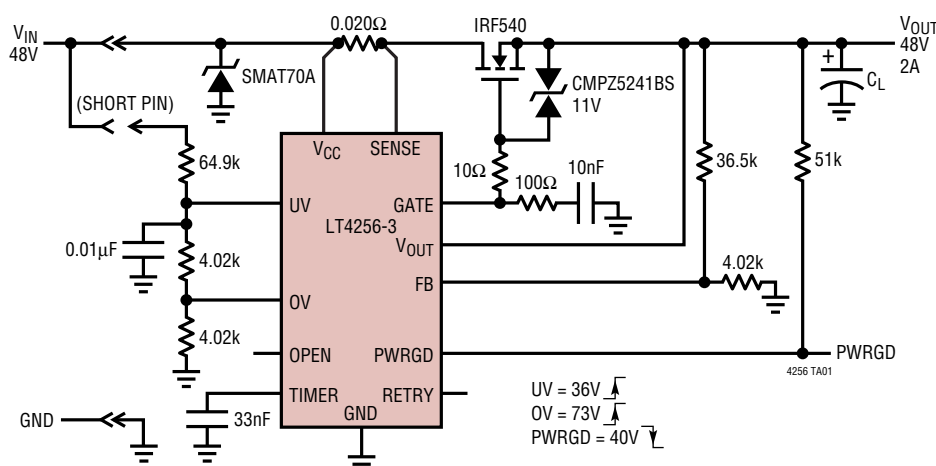 V_IN
48V
0.020Ω
IRF540
V_OUT
48V
2A
SMAT70A
CMPZ5241BS
11V
C_L
+
(SHORT PIN)
64.9k
V_CC
SENSE
10Ω
100Ω
10nF
36.5k
51k
UV
GATE
LT4256-3
V_OUT
0.01µF
4.02k
FB
4.02k
OV
4.02k
OPEN
PWRGD
PWRGD
4256 TA01
TIMER
RETRY
GND
33nF
GND
UV = 36V
OV = 73V
PWRGD = 40V